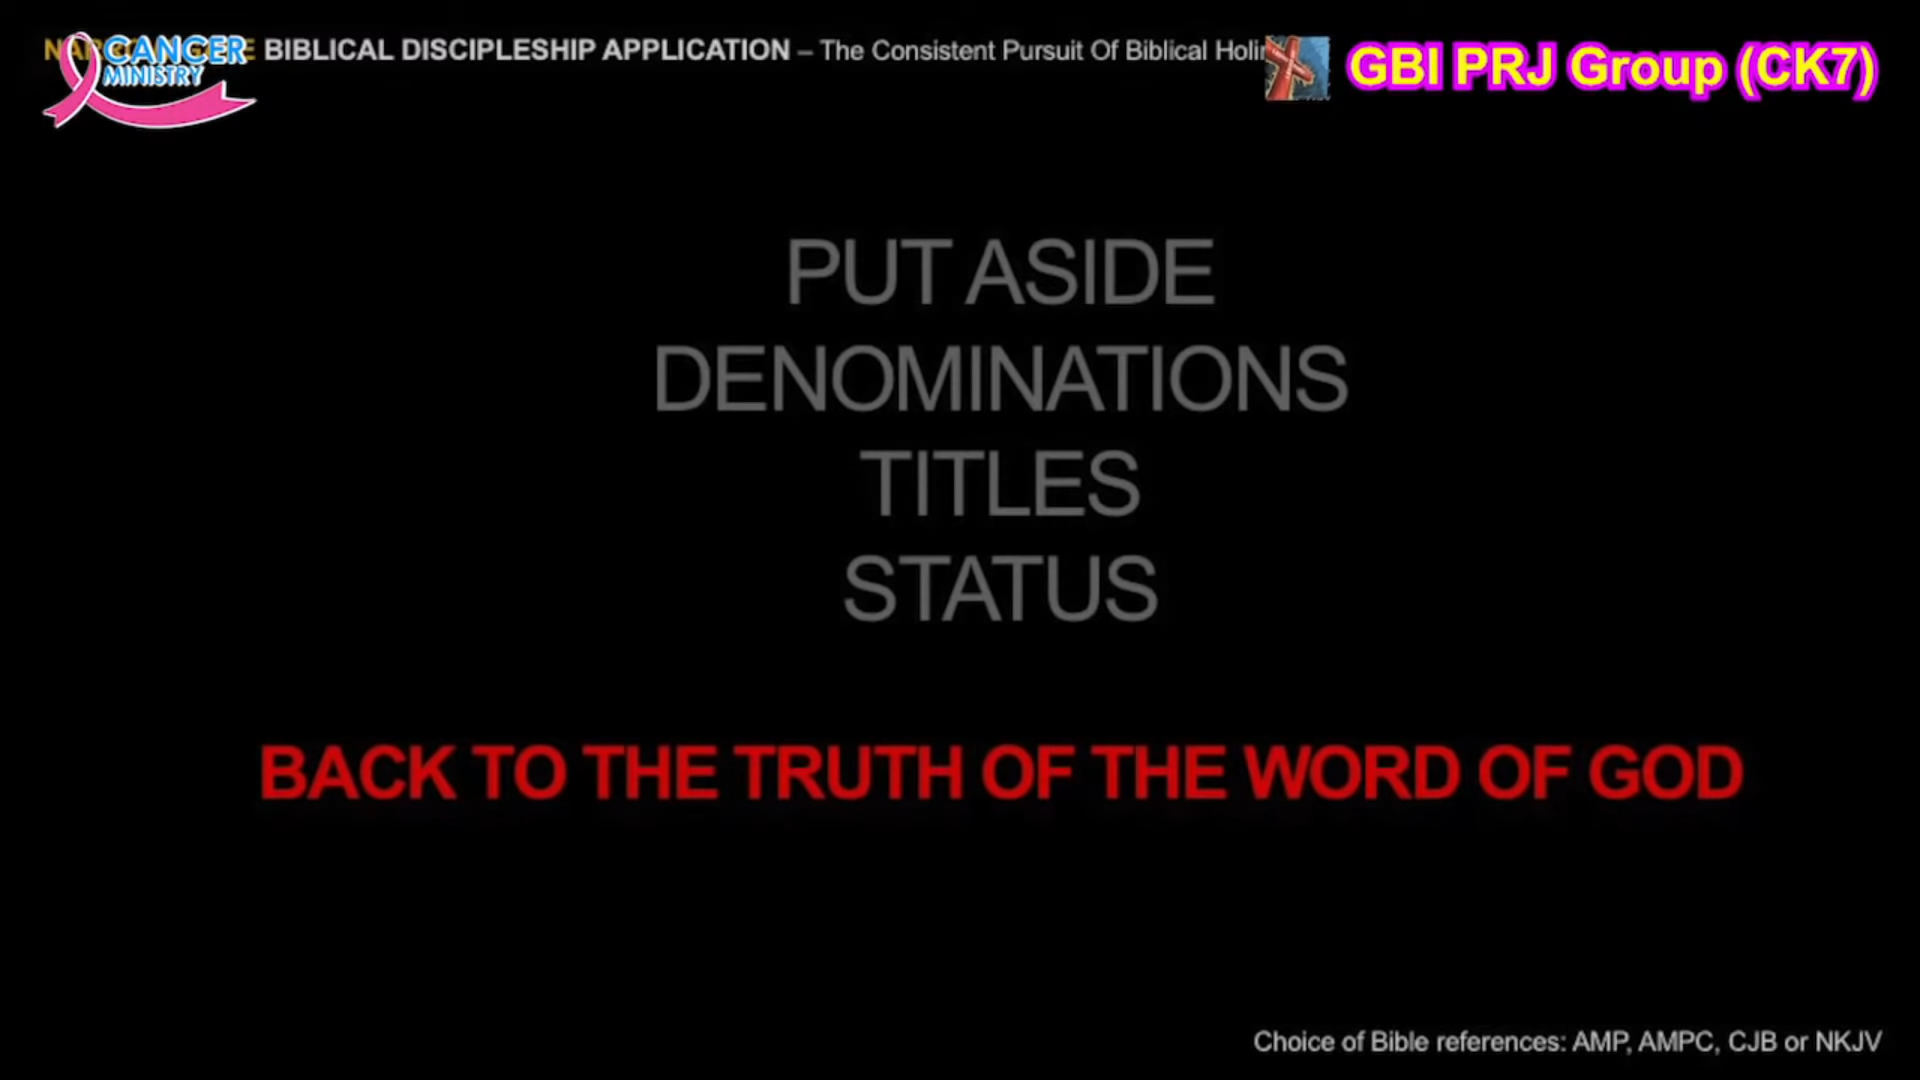 BIBLICAL DISCIPLESHIP APPLICATION – The Consistent Pursuit Of Biblical
CANCER
MINISTRY
GBI PRJ Group (CK7)
PUT ASIDE
DENOMINATIONS
TITLES
STATUS
BACK TO THE TRUTH OF THE WORD OF GOD
Choice of Bible references: AMP, AMPC, CJB or NKJV